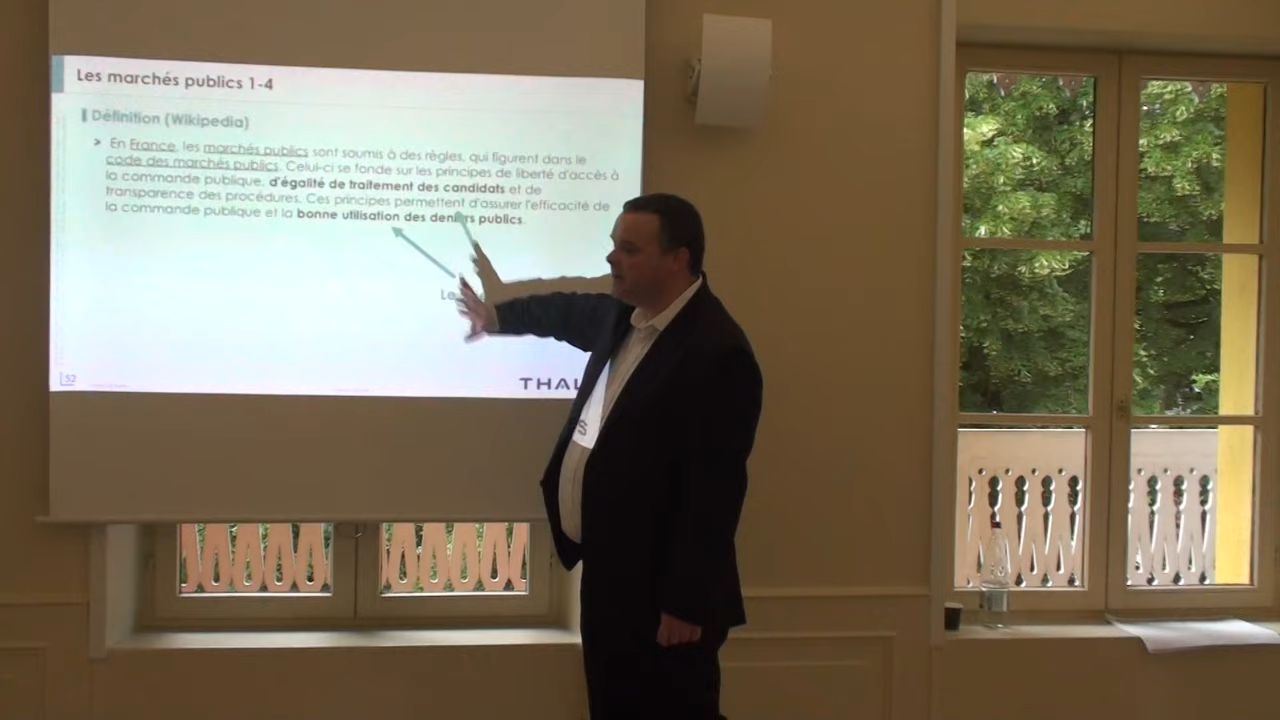 Les marchés publics 1-4
Définition (Wikipedia)
> En France, les marchés publics sont soumis à des règles, qui figurent dans le
code des marchés publics. Celui-ci se fonde sur les principes de liberté d'accès à
la commande publique, d'égalité de traitement des candidats et de
transparence des procédures. Ces principes permettent d'assurer l'efficacité de
la commande publique et la bonne utilisation des deniers publics.
Le
52
THAL
S